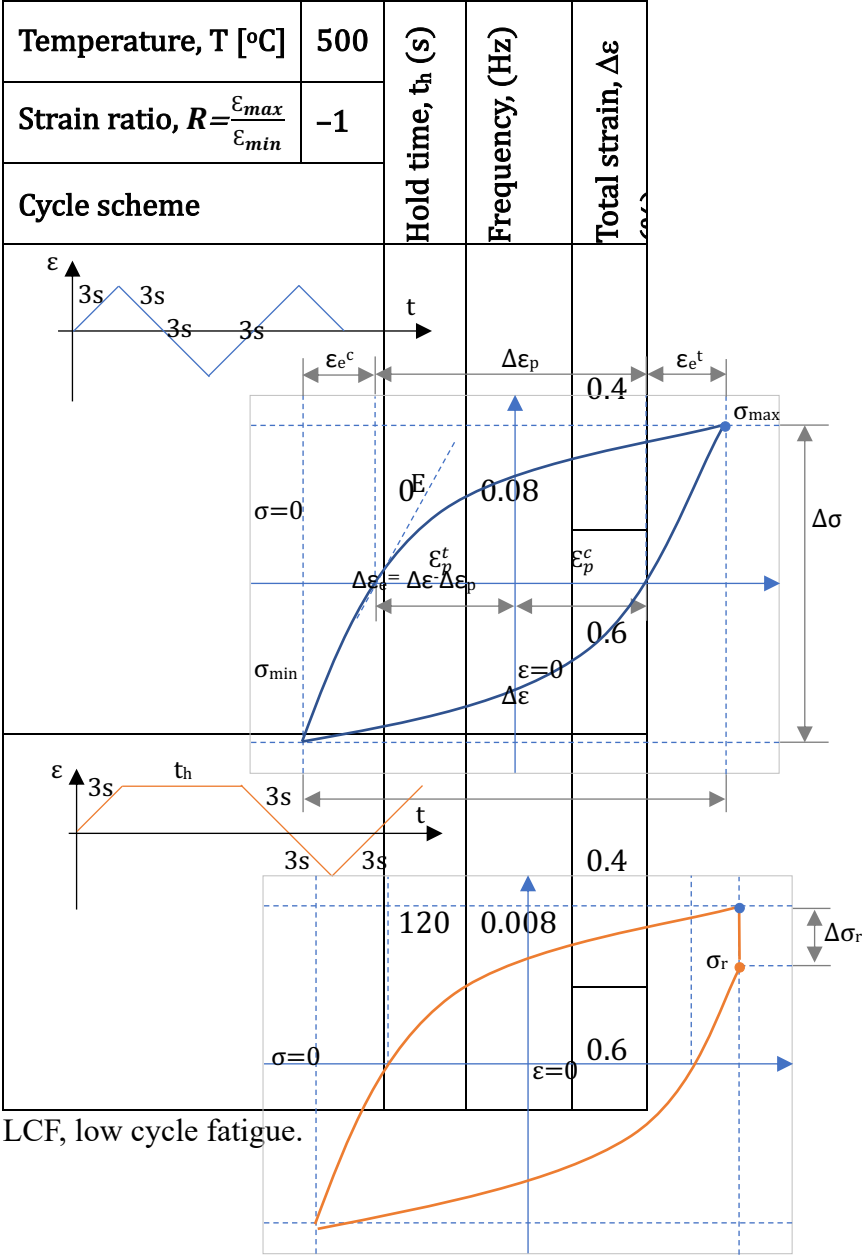 Temperature, T [ºC]
500
Hold time, tₕ (s)
Frequency, (Hz)
Total strain, Δε
Strain ratio, R=εmax/εmin
–1
Cycle scheme
ε
3s
3s
3s
3s
t
εₑᶜ
Δεₚ
εₑᵗ
0.4
σmax
0
E
0.08
σ=0
Δσ
εₚᵗ
εₚᶜ
Δεₑ= Δε-Δεₚ
0.6
σmin
ε=0
Δε
ε
3s
tₕ
3s
t
3s
3s
0.4
120
0.008
Δσᵣ
σᵣ
σ=0
ε=0
0.6
LCF, low cycle fatigue.